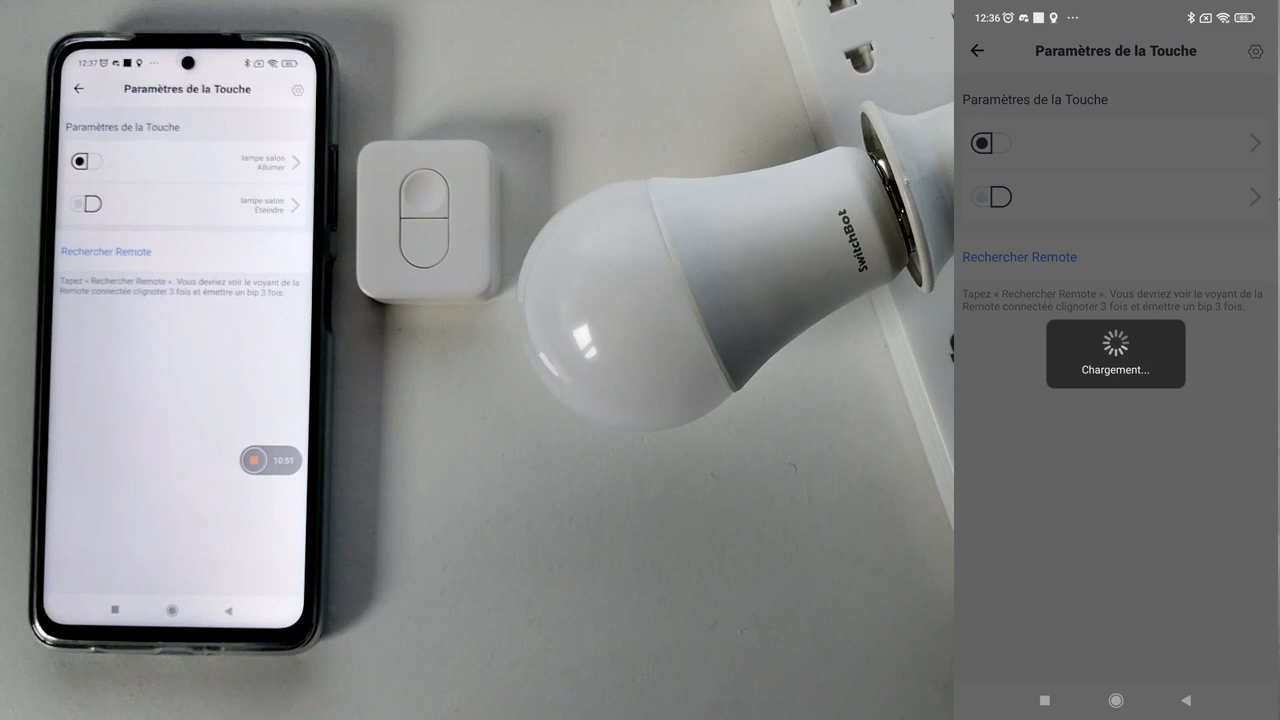 12:37
Paramètres de la Touche
Paramètres de la Touche
lampe salon
Allumer
lampe salon
Éteindre
Rechercher Remote
Tapez « Rechercher Remote ». Vous devriez voir le voyant de la
Remote connectée clignoter 3 fois et émettre un bip 3 fois.
10:51
SwitchBot
12:36
85
Paramètres de la Touche
Paramètres de la Touche
Rechercher Remote
Tapez « Rechercher Remote ». Vous devriez voir le voyant de la
Remote connectée clignoter 3 fois et émettre un bip 3 fois.
Chargement...